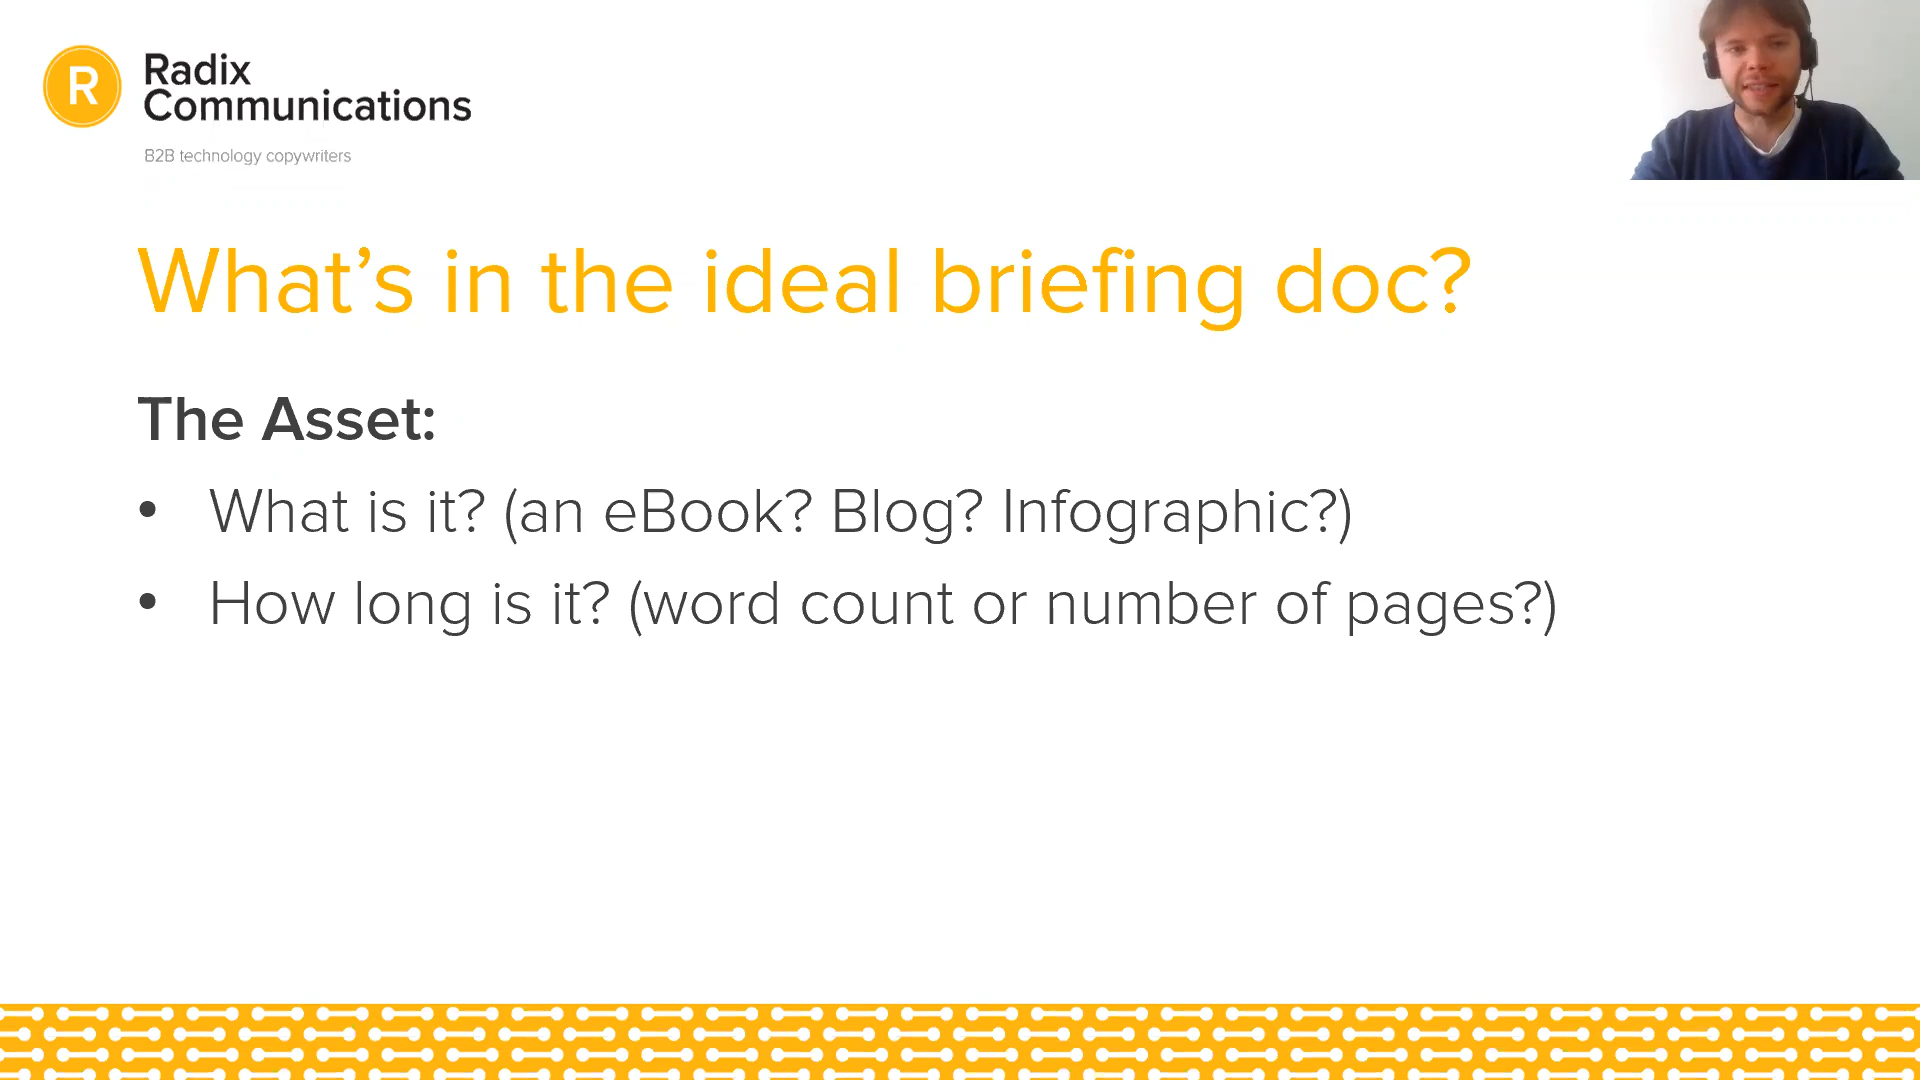 R
Radix
Communications
B2B technology copywriters
What’s in the ideal briefing doc?
The Asset:
• What is it? (an eBook? Blog? Infographic?)
• How long is it? (word count or number of pages?)